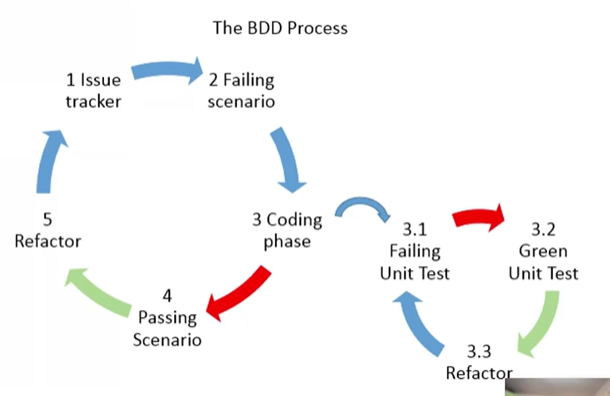 The BDD Process
1 Issue
tracker
2 Failing
scenario
3 Coding
phase
4
Passing
Scenario
5
Refactor
3.1
Failing
Unit Test
3.2
Green
Unit Test
3.3
Refactor